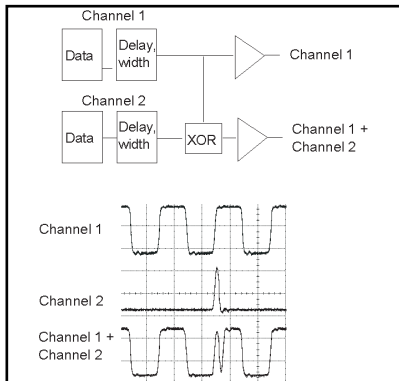 Channel 1
Data
Delay,
width
Channel 1
Channel 2
Data
Delay,
width
XOR
Channel 1 +
Channel 2
Channel 1
Channel 2
Channel 1 +
Channel 2